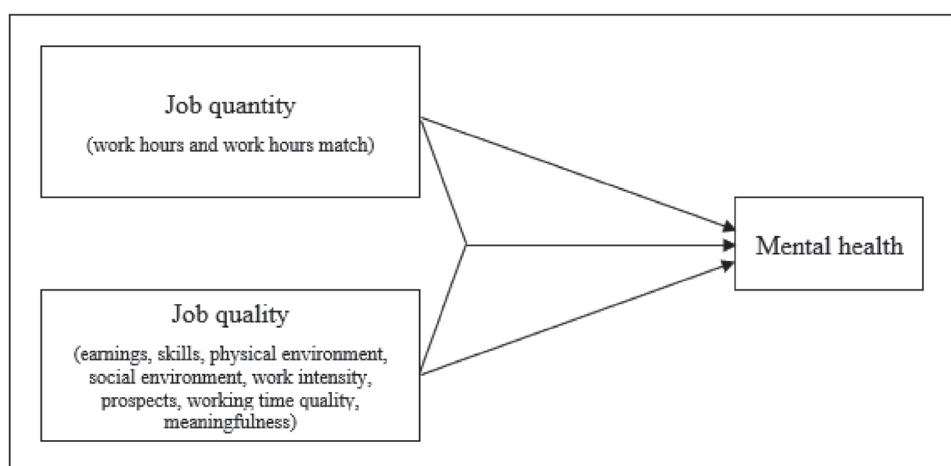 Job quantity
(work hours and work hours match)
Mental health
Job quality
(earnings, skills, physical environment,
social environment, work intensity,
prospects, working time quality,
meaningfulness)